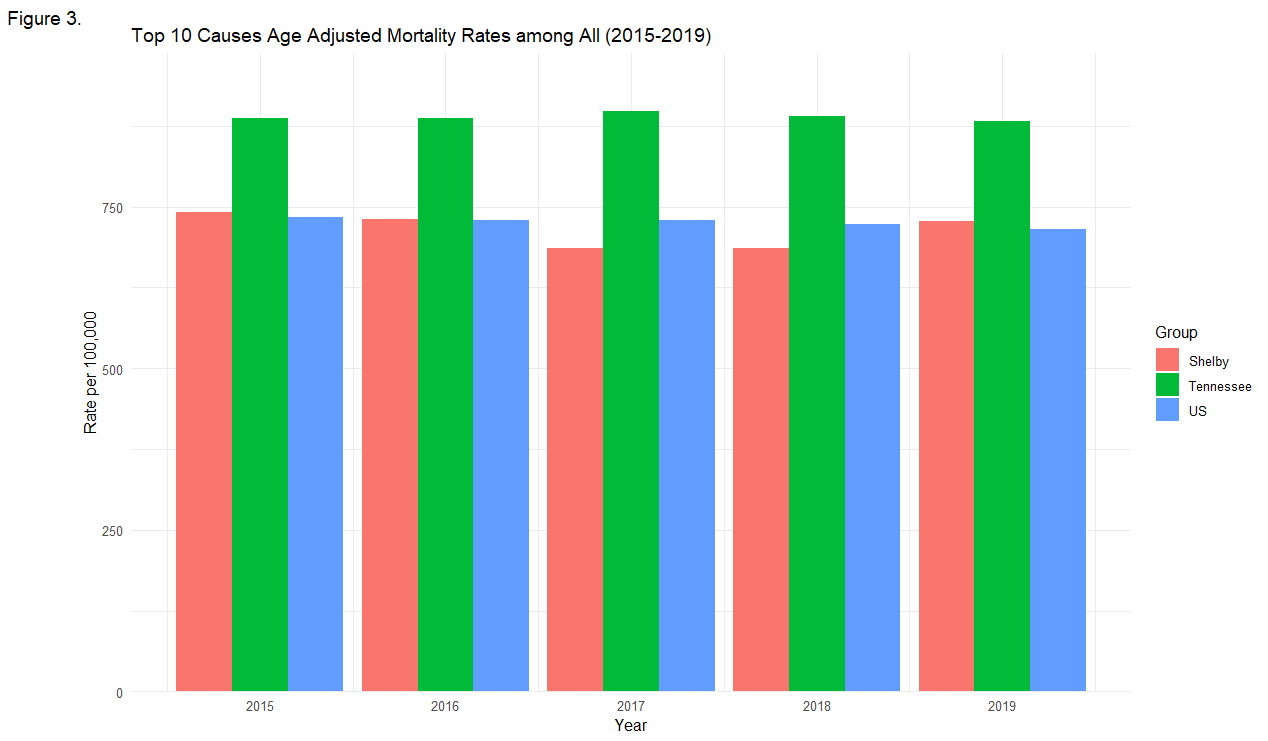 Figure 3.
Top 10 Causes Age Adjusted Mortality Rates among All (2015-2019)
750
500
250
0
Rate per 100,000
2015 2016 2017 2018 2019
Year
Group
Shelby
Tennessee
US